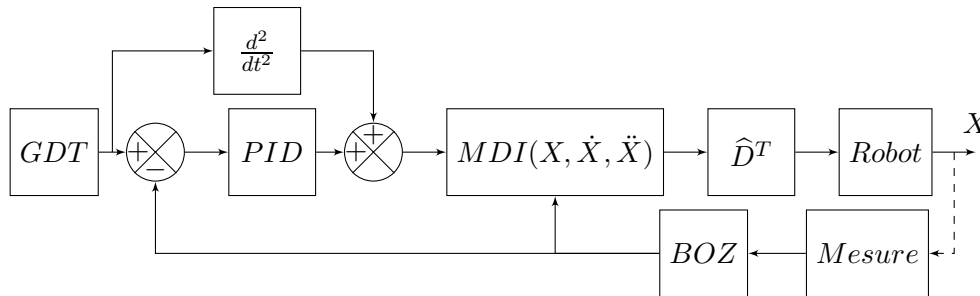 d²/dt²
X
GDT
+
−
PID
+
+
MDI(X, Ẋ, Ẍ)
D̂ᵀ
Robot
BOZ
Mesure